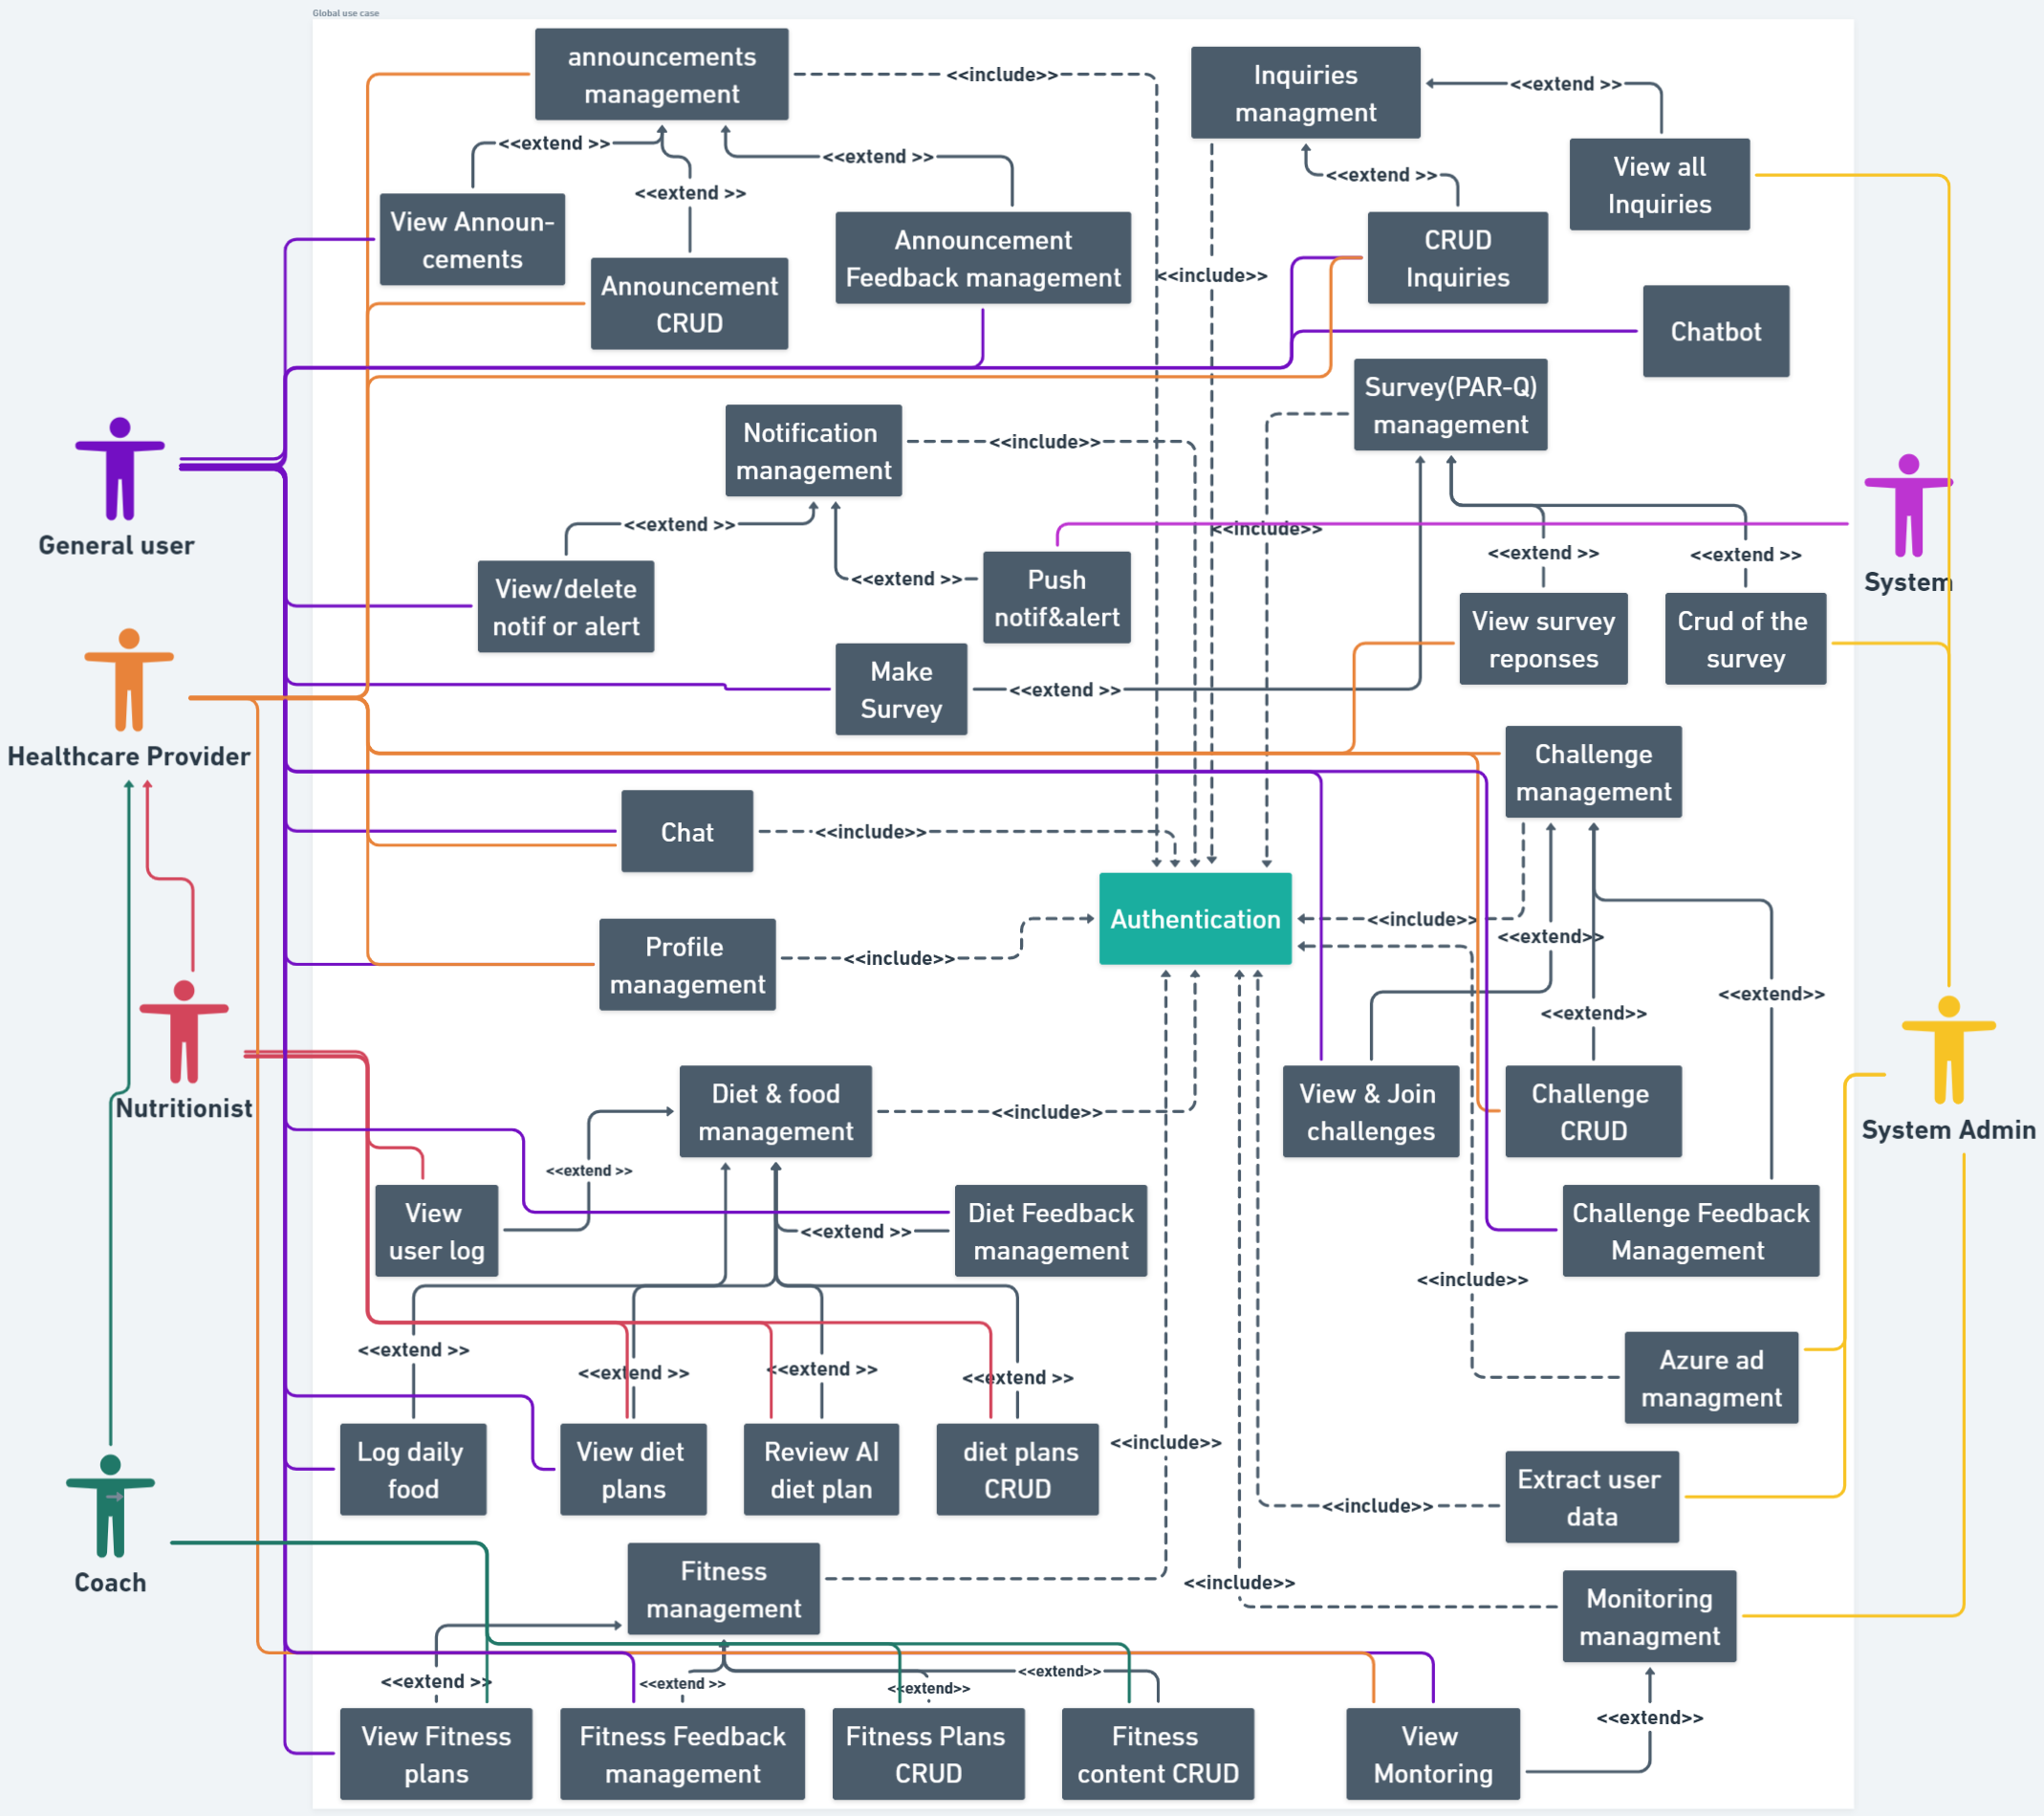 Global use case
announcements
management
<<include>>
Inquiries
managment
<<extend >>
<<extend >>
<<extend >>
<<extend >>
<<extend >>
View all
Inquiries
View Announ-
cements
Announcement
CRUD
Announcement
Feedback management
CRUD
Inquiries
<<include>>
Chatbot
Survey(PAR-Q)
management
Notification
management
<<include>>
General user
<<extend >>
<<include>>
<<extend >>
<<extend >>
<<extend >>
System
View/delete
notif or alert
Push
notif&alert
View survey
reponses
Crud of the
survey
Make
Survey
<<extend >>
Healthcare Provider
Challenge
management
Chat
<<include>>
Authentication
<<include>>
<<extend>>
Profile
management
<<include>>
<<extend>>
<<extend>>
Nutritionist
Diet & food
management
<<include>>
View & Join
challenges
Challenge
CRUD
System Admin
<<extend >>
View
user log
<<extend >>
Diet Feedback
management
Challenge Feedback
Management
<<include>>
<<extend >>
<<extend >>
<<extend >>
<<extend >>
Azure ad
managment
Log daily
food
View diet
plans
Review AI
diet plan
diet plans
CRUD
<<include>>
Extract user
data
<<include>>
Coach
Fitness
management
<<include>>
Monitoring
managment
<<extend >>
<<extend >>
<<extend>>
<<extend>>
<<extend>>
View Fitness
plans
Fitness Feedback
management
Fitness Plans
CRUD
Fitness
content CRUD
View
Montoring